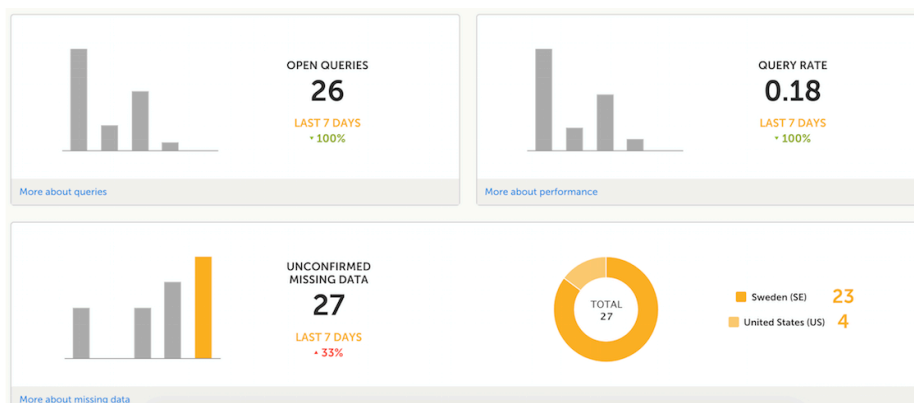 OPEN QUERIES
26
LAST 7 DAYS
▾ 100%
More about queries
QUERY RATE
0.18
LAST 7 DAYS
▾ 100%
More about performance
UNCONFIRMED
MISSING DATA
27
LAST 7 DAYS
▴ 33%
TOTAL
27
Sweden (SE) 23
United States (US) 4
More about missing data